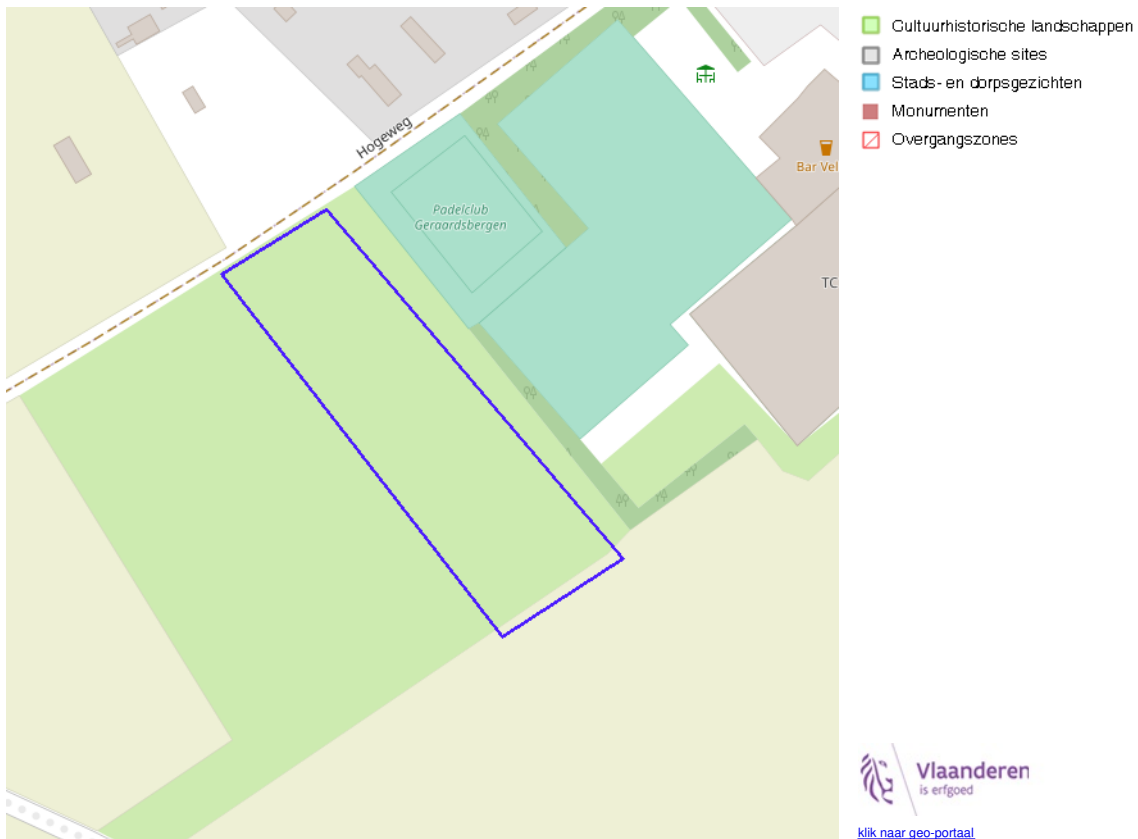 Hogeweg
Padelclub
Geraardsbergen
Bar Vel
TC
Cultuurhistorische landschappen
Archeologische sites
Stads- en dorpsgezichten
Monumenten
Overgangszones
Vlaanderen
is erfgoed
klik naar geo-portaal